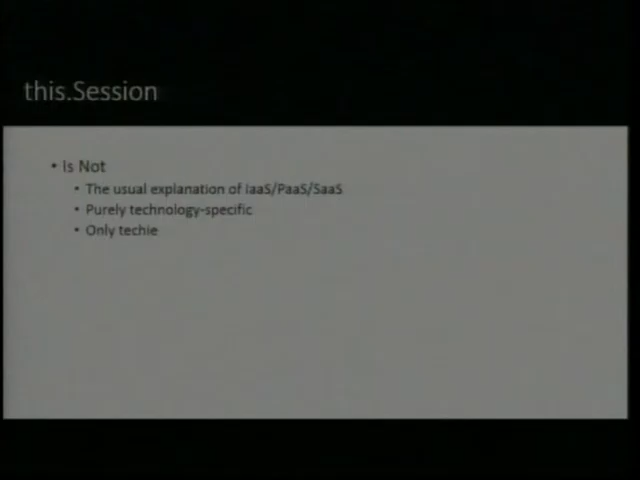 this.Session
• Is Not
• The usual explanation of IaaS/PaaS/SaaS
• Purely technology-specific
• Only techie